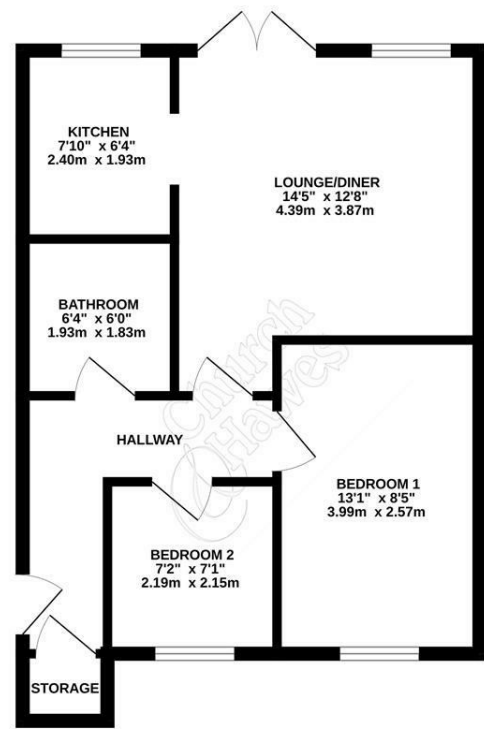 KITCHEN
7'10" x 6'4"
2.40m x 1.93m
LOUNGE/DINER
14'5" x 12'8"
4.39m x 3.87m
BATHROOM
6'4" x 6'0"
1.93m x 1.83m
Church
& Hawes
HALLWAY
BEDROOM 1
13'1" x 8'5"
3.99m x 2.57m
BEDROOM 2
7'2" x 7'1"
2.19m x 2.15m
STORAGE